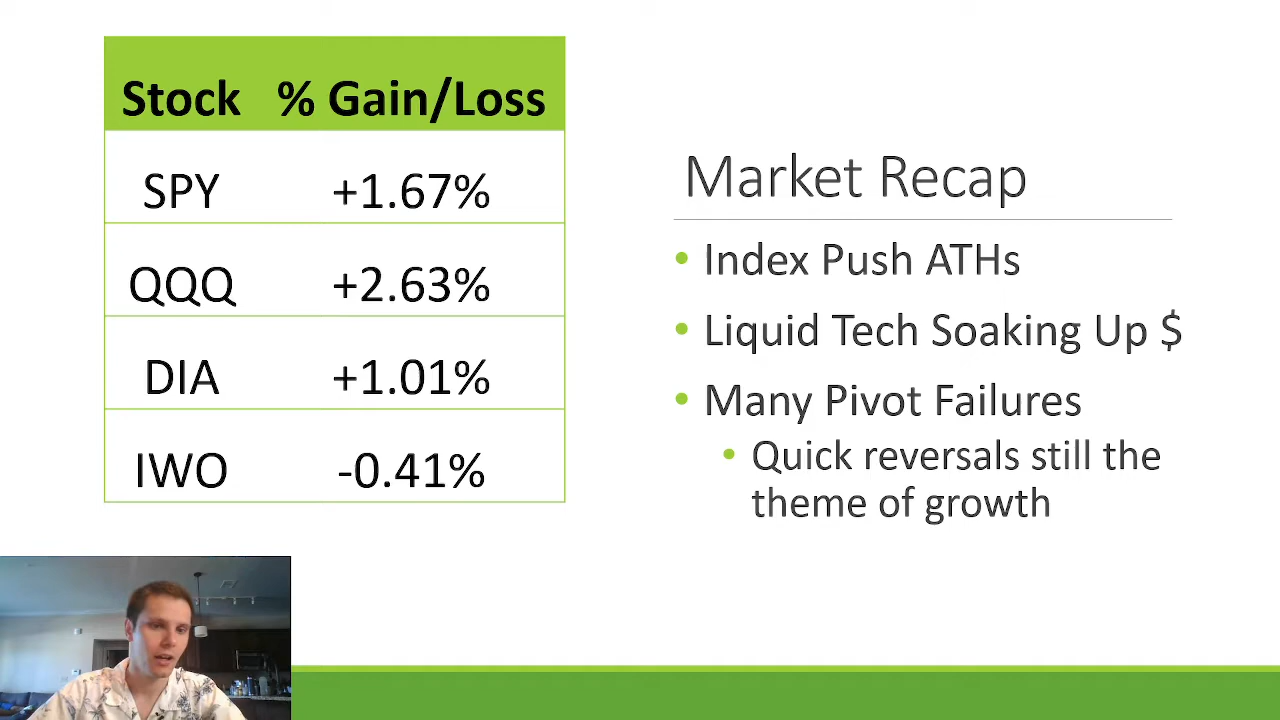 Stock % Gain/Loss
SPY +1.67%
QQQ +2.63%
DIA +1.01%
IWO -0.41%
Market Recap
• Index Push ATHs
• Liquid Tech Soaking Up $
• Many Pivot Failures
• Quick reversals still the
theme of growth